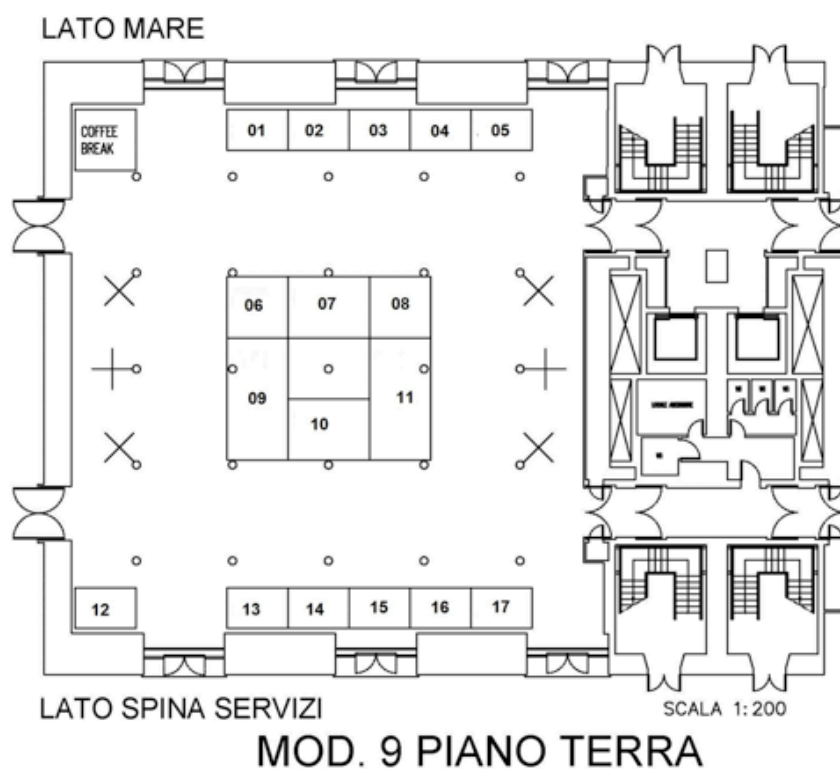 LATO MARE
COFFEE
BREAK
01 02 03 04 05
06 07 08
09 10 11
12 13 14 15 16 17
LATO SPINA SERVIZI
SCALA 1:200
MOD. 9 PIANO TERRA